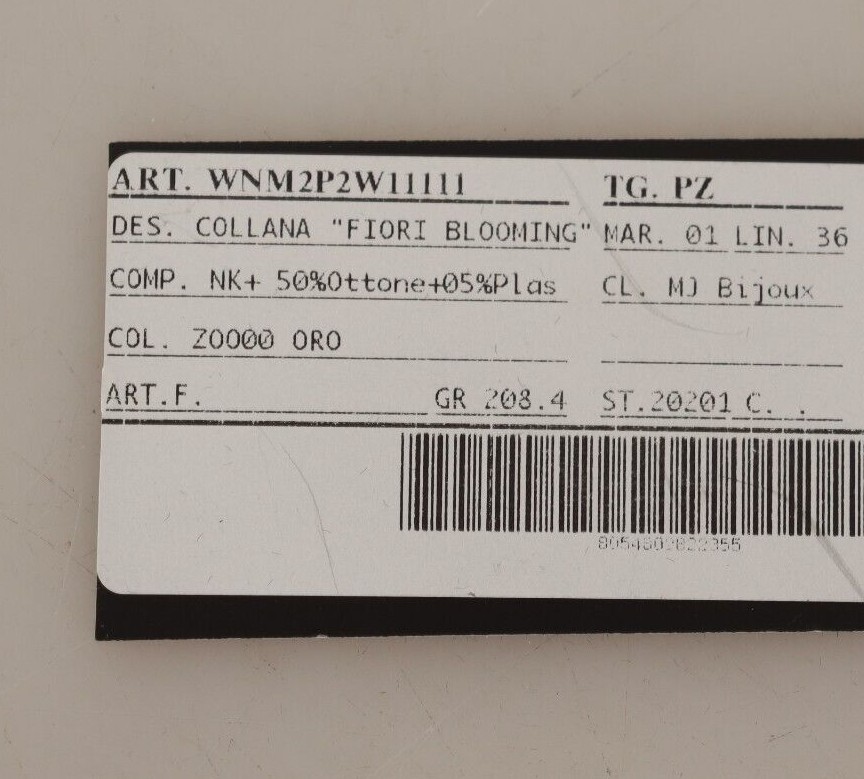 ART. WNM2P2W11111 TG. PZ
DES. COLLANA "FIORI BLOOMING" MAR. 01 LIN. 36
COMP. NK+ 50%Ottone+05%Plas CL. MJ Bijoux
COL. ZO000 ORO
ART.F. GR 208.4 ST.20201 C. .